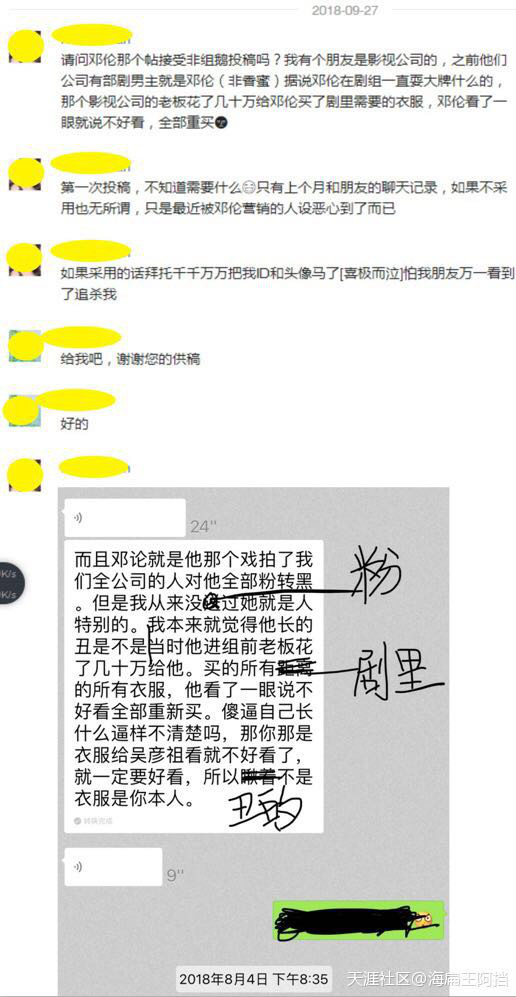 2018-09-27
请问邓伦那个帖接受非组鹅投稿吗？我有个朋友是影视公司的，之前他们
公司有部剧男主就是邓伦（非香蜜）据说邓伦在剧组一直耍大牌什么的，
那个影视公司的老板花了几十万给邓伦买了剧里需要的衣服，邓伦看了一
眼就说不好看，全部重买
第一次投稿，不知道需要什么只有上个月和朋友的聊天记录，如果不采
用也无所谓，只是最近被邓伦营销的人设恶心到了而已
如果采用的话拜托千千万万把我ID和头像马了[喜极而泣]怕我朋友万一看到
了追杀我
给我吧，谢谢您的供稿
好的
K/s
K/s
24"
而且邓论就是他那个戏拍了我
们全公司的人对他全部粉转黑
。但是我从来没过她就是人
粉
特别的。我本来就觉得他长的
丑是不是当时他进组前老板花
了几十万给他。买的所有距离
剧里
的所有衣服，他看了一眼说不
好看全部重新买。傻逼自己长
什么逼样不清楚吗，那你那是
衣服给吴彦祖看就不好看了，
就一定要好看，所以瞅着不是
衣服是你本人。
丑的
转换完成
9"
2018年8月4日 下午8:35
天涯社区@海扁王阿挡